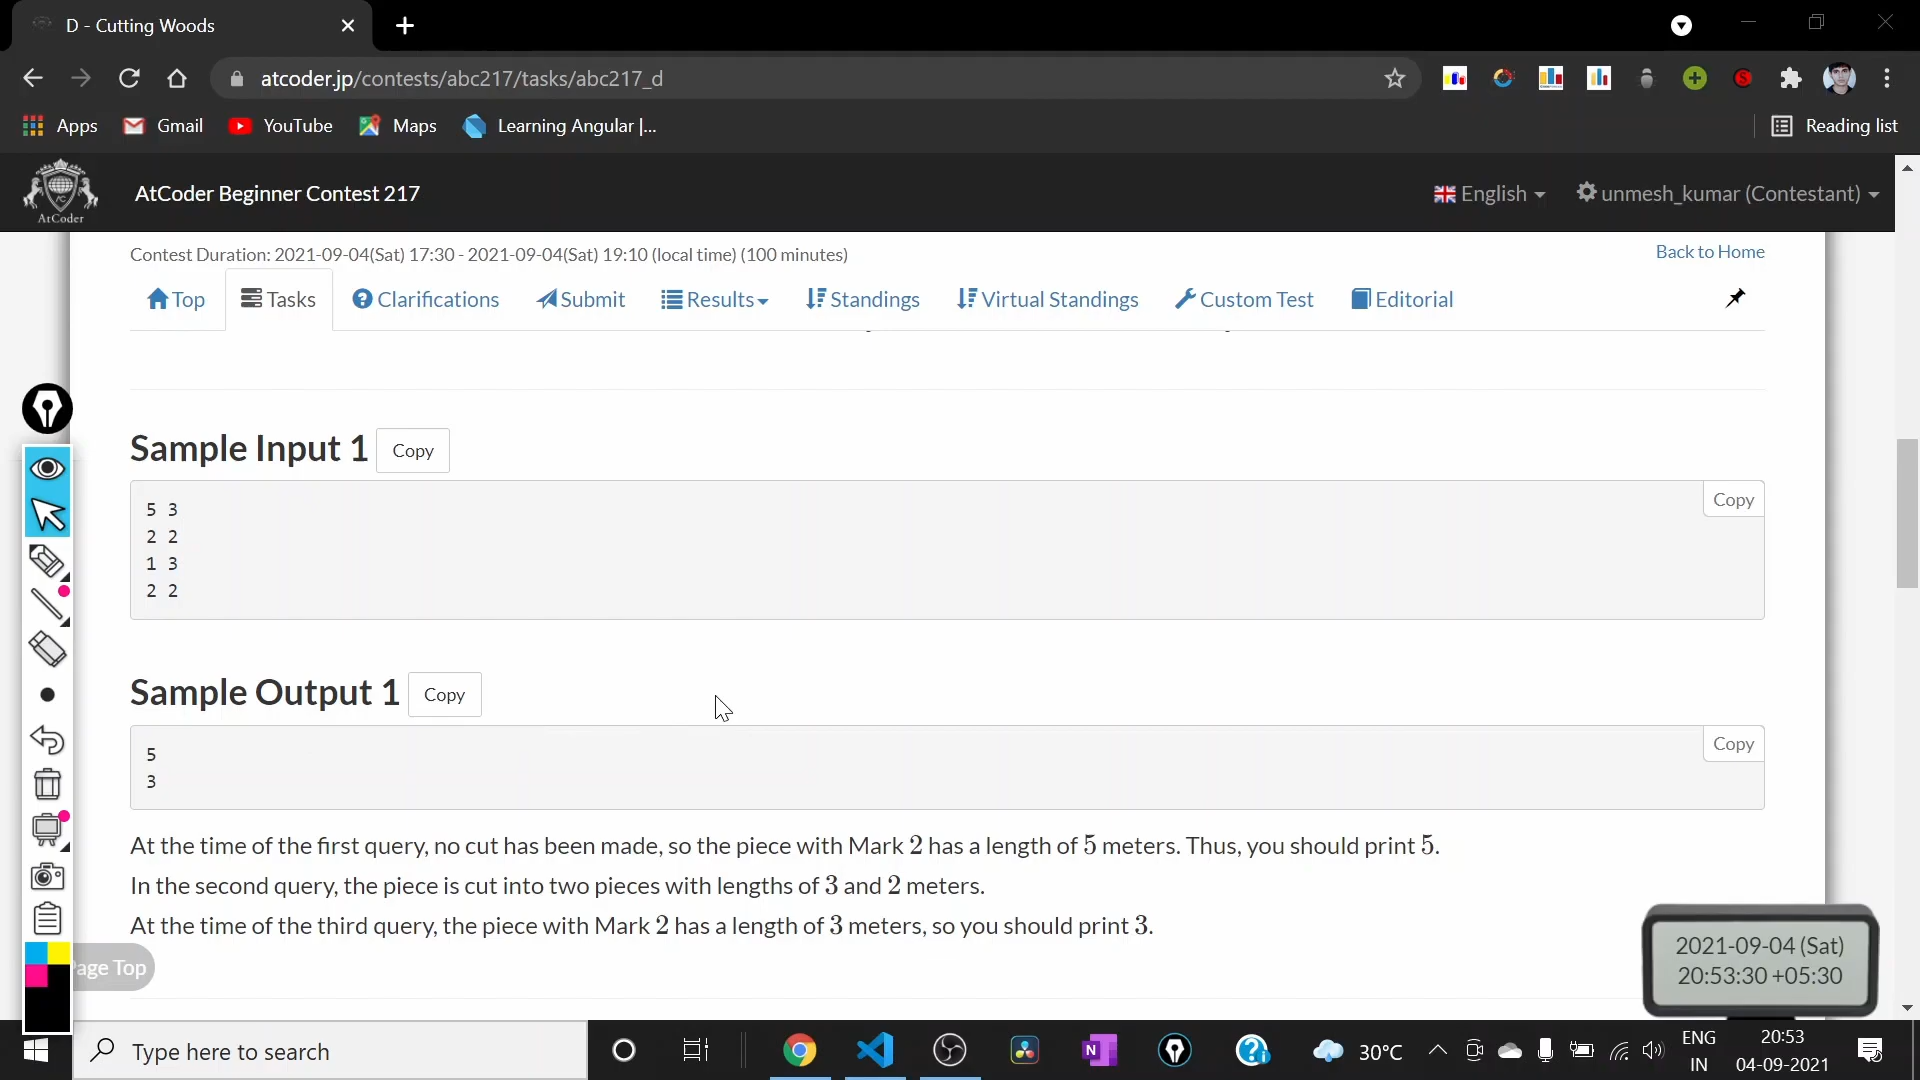 D - Cutting Woods
atcoder.jp/contests/abc217/tasks/abc217_d
Apps
Gmail
YouTube
Maps
Learning Angular |...
Reading list
AtCoder
AtCoder Beginner Contest 217
English
unmesh_kumar (Contestant)
Contest Duration: 2021-09-04(Sat) 17:30 - 2021-09-04(Sat) 19:10 (local time) (100 minutes)
Back to Home
Top
Tasks
Clarifications
Submit
Results
Standings
Virtual Standings
Custom Test
Editorial
Sample Input 1
Copy
Copy
5 3
2 2
1 3
2 2
Sample Output 1
Copy
Copy
5
3
At the time of the first query, no cut has been made, so the piece with Mark 2 has a length of 5 meters. Thus, you should print 5.
In the second query, the piece is cut into two pieces with lengths of 3 and 2 meters.
At the time of the third query, the piece with Mark 2 has a length of 3 meters, so you should print 3.
age Top
2021-09-04 (Sat)
20:53:30 +05:30
Type here to search
30°C
ENG
IN
20:53
04-09-2021